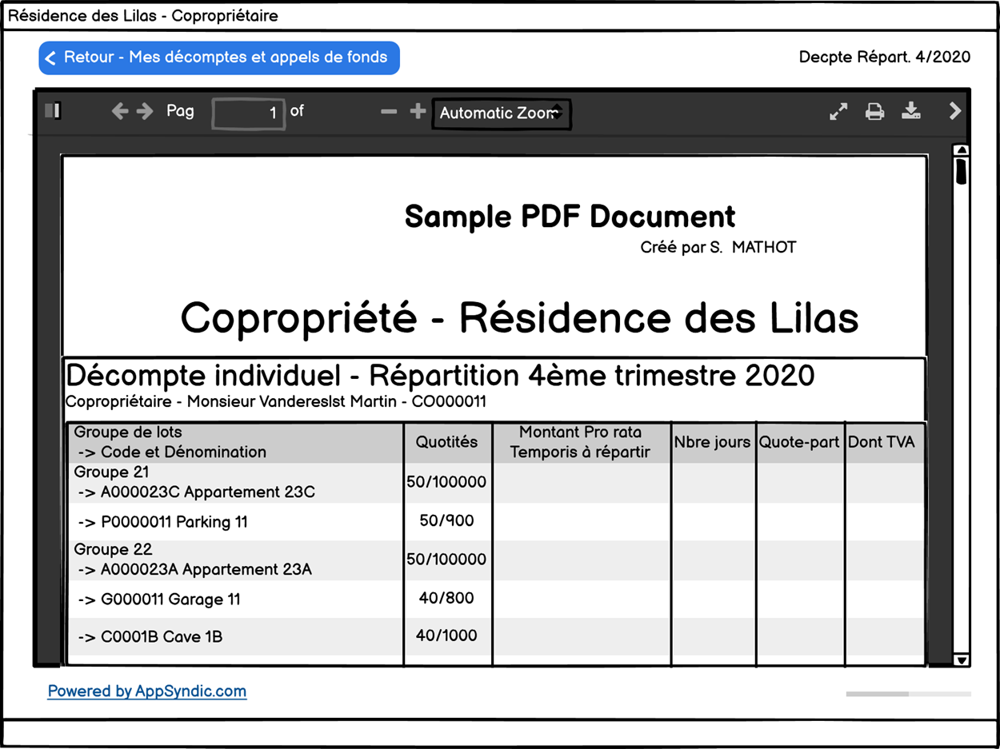 Résidence des Lilas - Copropriétaire
Retour - Mes décomptes et appels de fonds
Decpte Répart. 4/2020
Pag 1 of
Automatic Zoom
Sample PDF Document
Créé par S. MATHOT
Copropriété - Résidence des Lilas
Décompte individuel - Répartition 4ème trimestre 2020
Copropriétaire - Monsieur Vandereslst Martin - CO000011
Groupe de lots
-> Code et Dénomination
Quotités
Montant Pro rata
Temporis à répartir
Nbre jours
Quote-part
Dont TVA
Groupe 21
-> A000023C Appartement 23C
50/100000
-> P0000011 Parking 11
50/900
Groupe 22
-> A000023A Appartement 23A
50/100000
-> G000011 Garage 11
40/800
-> C0001B Cave 1B
40/1000
Powered by AppSyndic.com